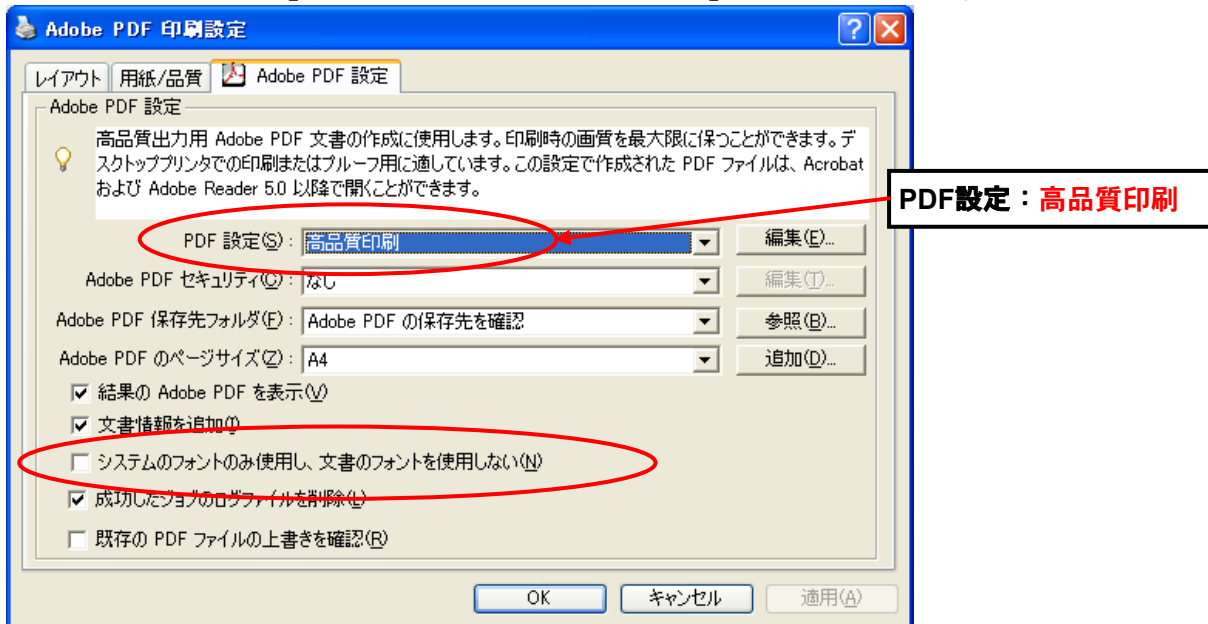 Adobe PDF 印刷設定
レイアウト 用紙/品質 Adobe PDF 設定
Adobe PDF 設定
高品質出力用 Adobe PDF 文書の作成に使用します。印刷時の画質を最大限に保つことができます。デ
スクトッププリンタでの印刷またはプルーフ用に適しています。この設定で作成された PDF ファイルは、Acrobat
および Adobe Reader 5.0 以降で開くことができます。
PDF設定：高品質印刷
PDF 設定(S): 高品質印刷 編集(E)...
Adobe PDF セキュリティ(C): なし 編集(T)...
Adobe PDF 保存先フォルダ(F): Adobe PDF の保存先を確認 参照(B)...
Adobe PDF のページサイズ(Z): A4 追加(D)...
結果の Adobe PDF を表示(V)
文書情報を追加(I)
システムのフォントのみ使用し、文書のフォントを使用しない(N)
成功したジョブのログファイルを削除(L)
既存の PDF ファイルの上書きを確認(R)
OK キャンセル 適用(A)